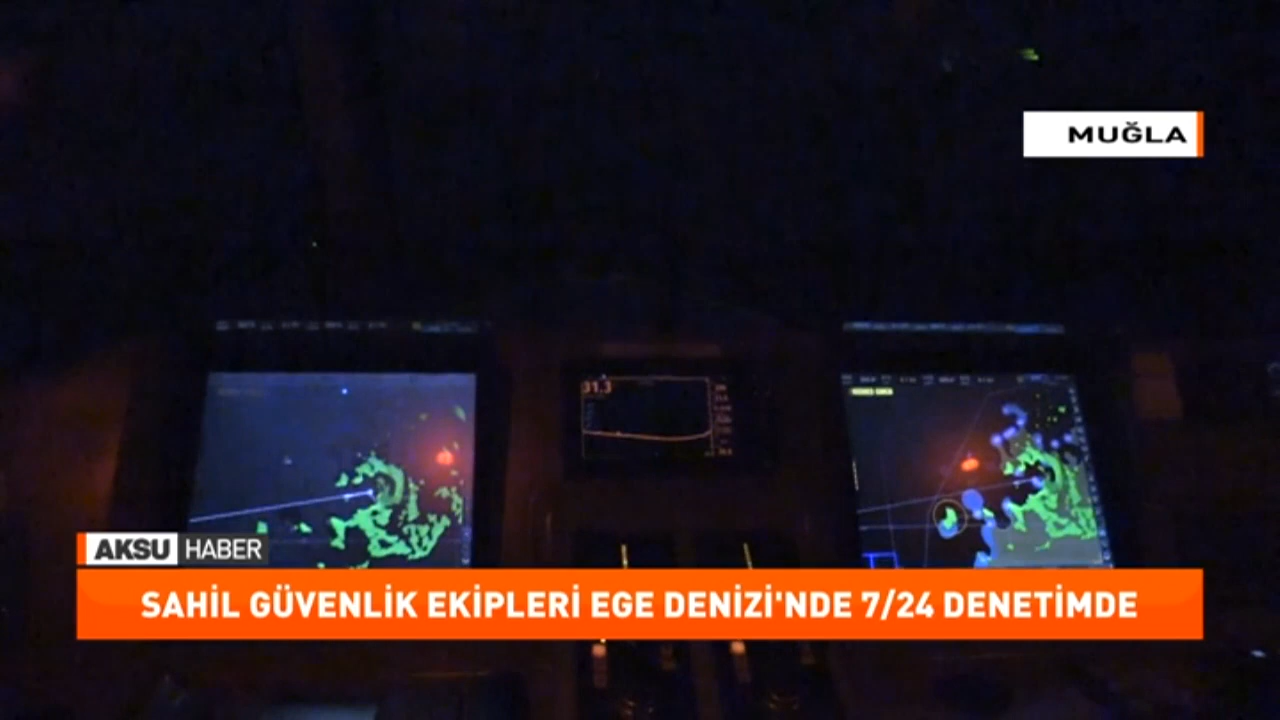 MUĞLA
31.3
AKSU HABER
SAHİL GÜVENLİK EKİPLERİ EGE DENİZİ'NDE 7/24 DENETİMDE